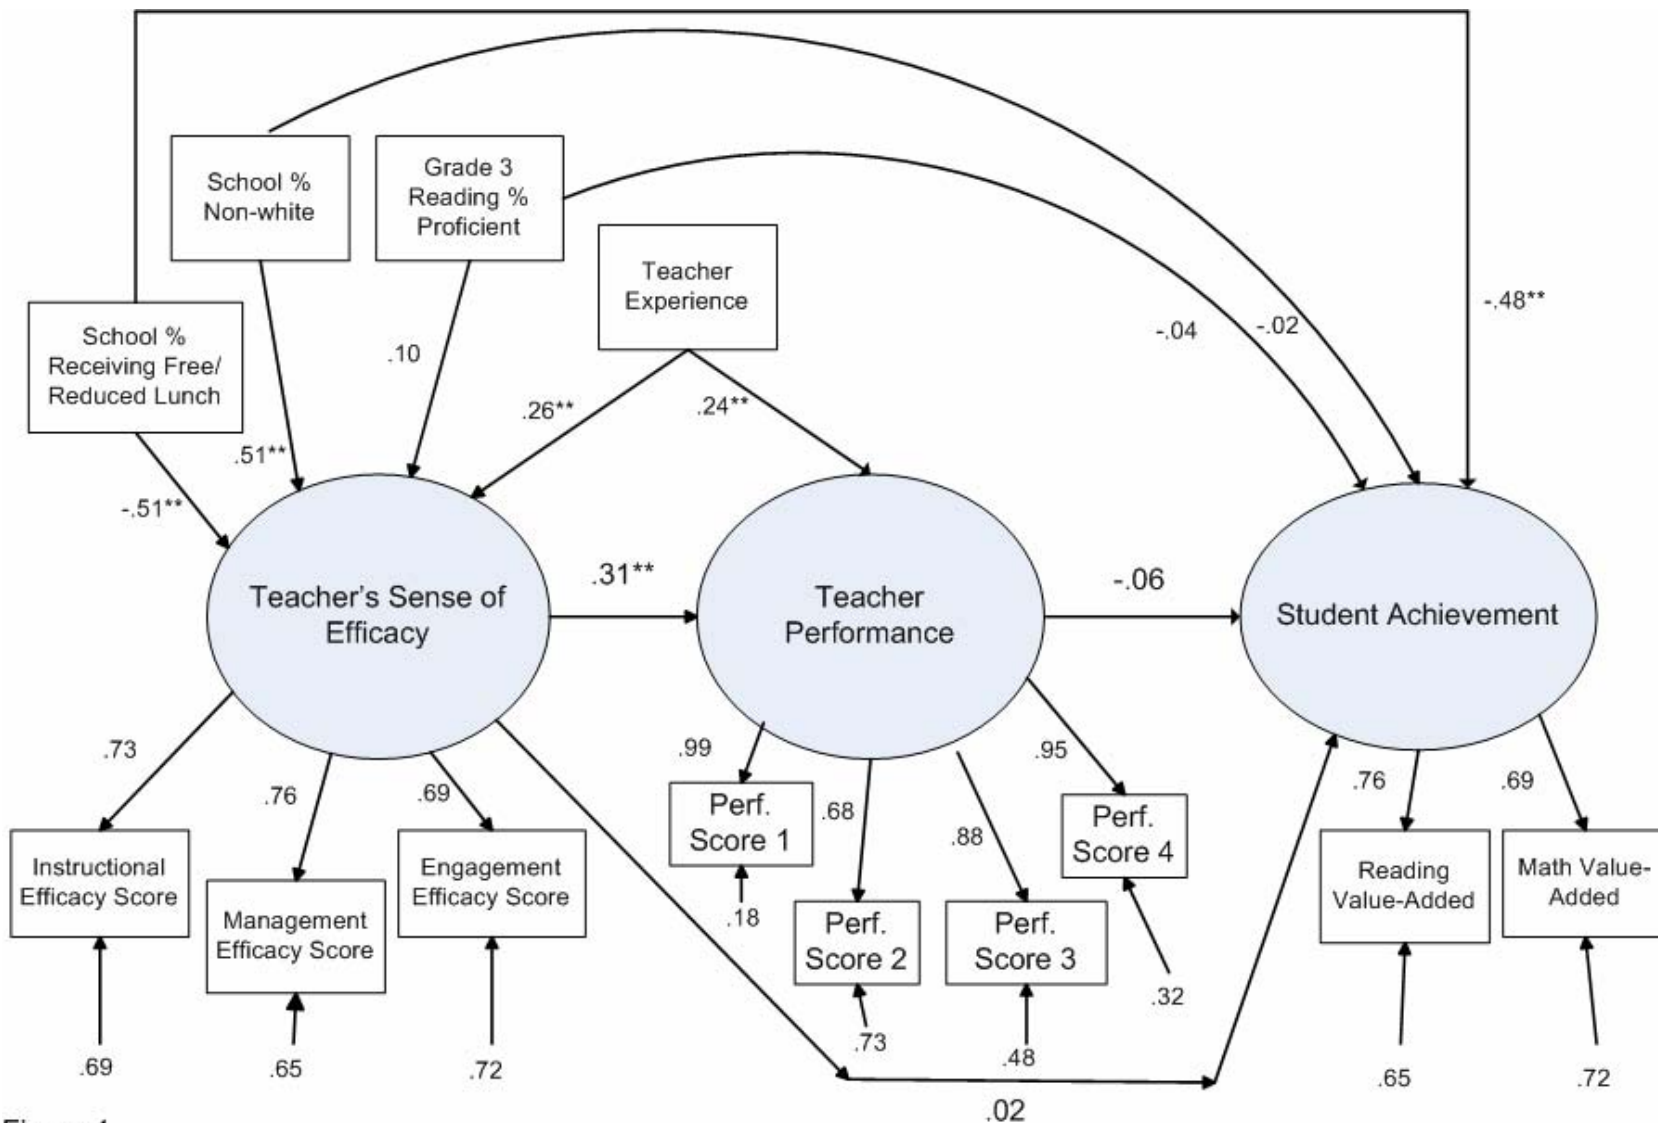 School %
Non-white
Grade 3
Reading %
Proficient
Teacher
Experience
School %
Receiving Free/
Reduced Lunch
-.48**
-.04
-.02
.10
.26**
.24**
.51**
-.51**
Teacher's Sense of
Efficacy
.31**
Teacher
Performance
-.06
Student Achievement
.73
.76
.69
.99
.68
.88
.95
.76
.69
Instructional
Efficacy Score
Management
Efficacy Score
Engagement
Efficacy Score
Perf.
Score 1
Perf.
Score 2
Perf.
Score 3
Perf.
Score 4
Reading
Value-Added
Math Value-
Added
.18
.73
.48
.32
.69
.65
.72
.65
.72
.02